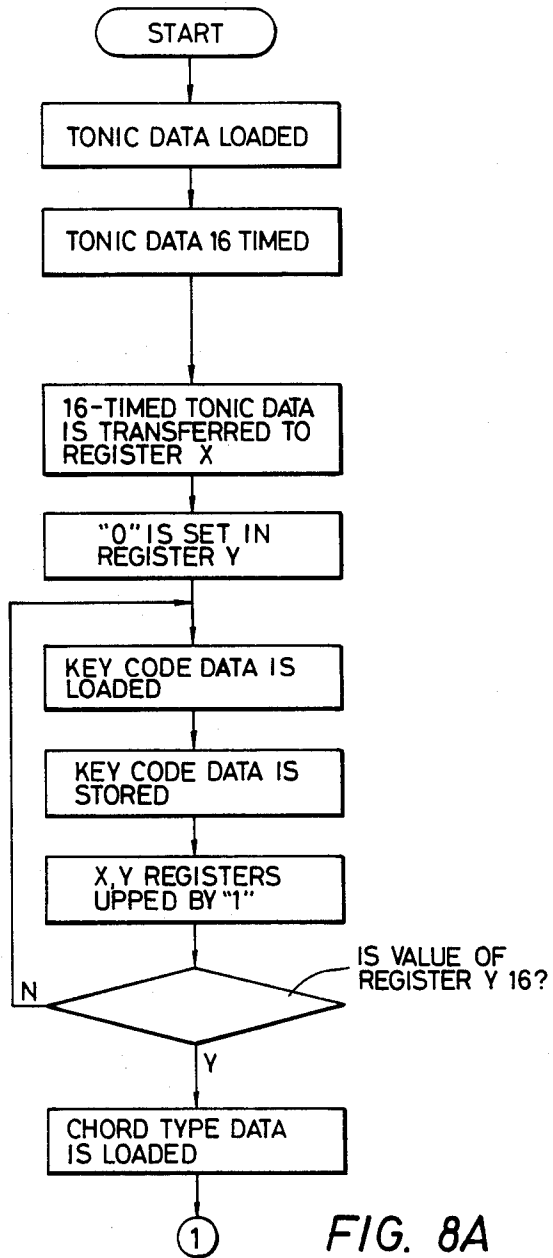 START
TONIC DATA LOADED
TONIC DATA 16 TIMED
16-TIMED TONIC DATA
IS TRANSFERRED TO
REGISTER X
"0" IS SET IN
REGISTER Y
KEY CODE DATA IS
LOADED
KEY CODE DATA IS
STORED
X,Y REGISTERS
UPPED BY "1"
IS VALUE OF
REGISTER Y 16?
N
Y
CHORD TYPE DATA
IS LOADED
1
FIG. 8A